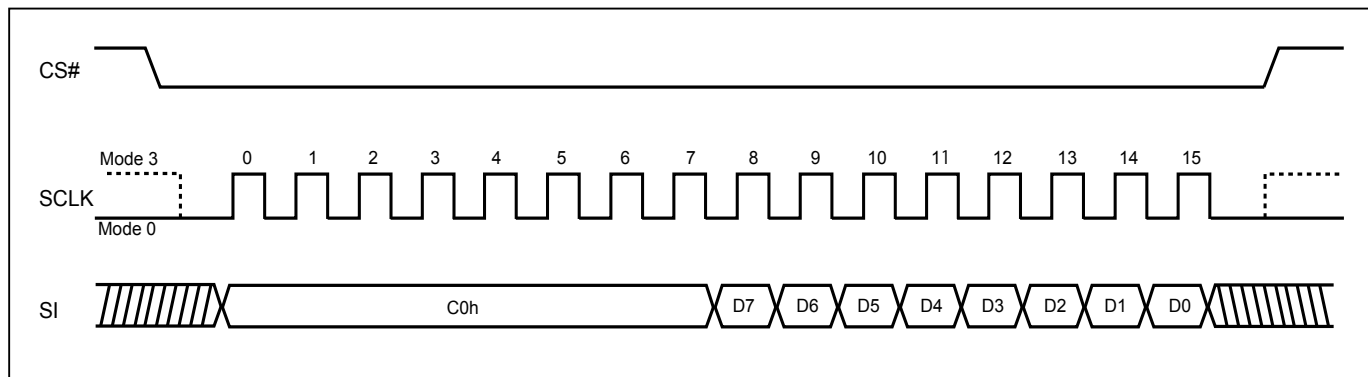 CS#
Mode 3
0 1 2 3 4 5 6 7 8 9 10 11 12 13 14 15
SCLK
Mode 0
SI
C0h D7 D6 D5 D4 D3 D2 D1 D0